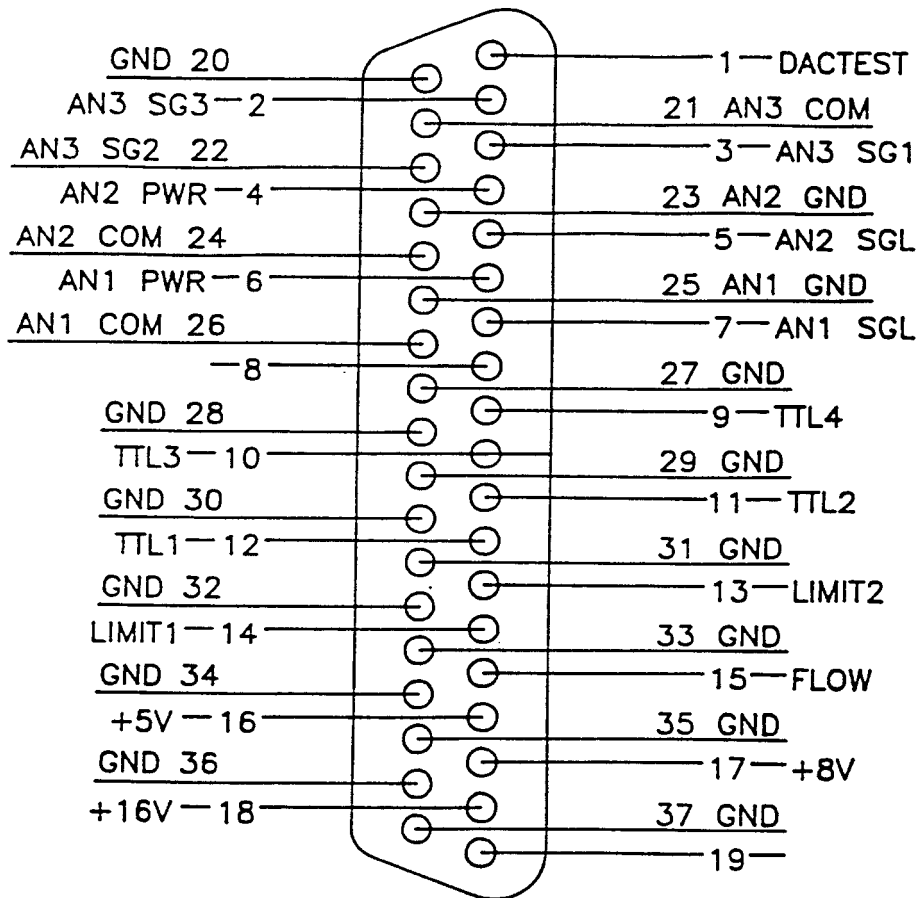 1 DACTEST
GND 20
AN3 SG3 2
21 AN3 COM
AN3 SG2 22
3 AN3 SG1
AN2 PWR 4
23 AN2 GND
AN2 COM 24
5 AN2 SGL
AN1 PWR 6
25 AN1 GND
AN1 COM 26
7 AN1 SGL
8
27 GND
GND 28
9 TTL4
TTL3 10
29 GND
GND 30
11 TTL2
TTL1 12
31 GND
GND 32
13 LIMIT2
LIMIT1 14
33 GND
GND 34
15 FLOW
+5V 16
35 GND
GND 36
17 +8V
+16V 18
37 GND
19